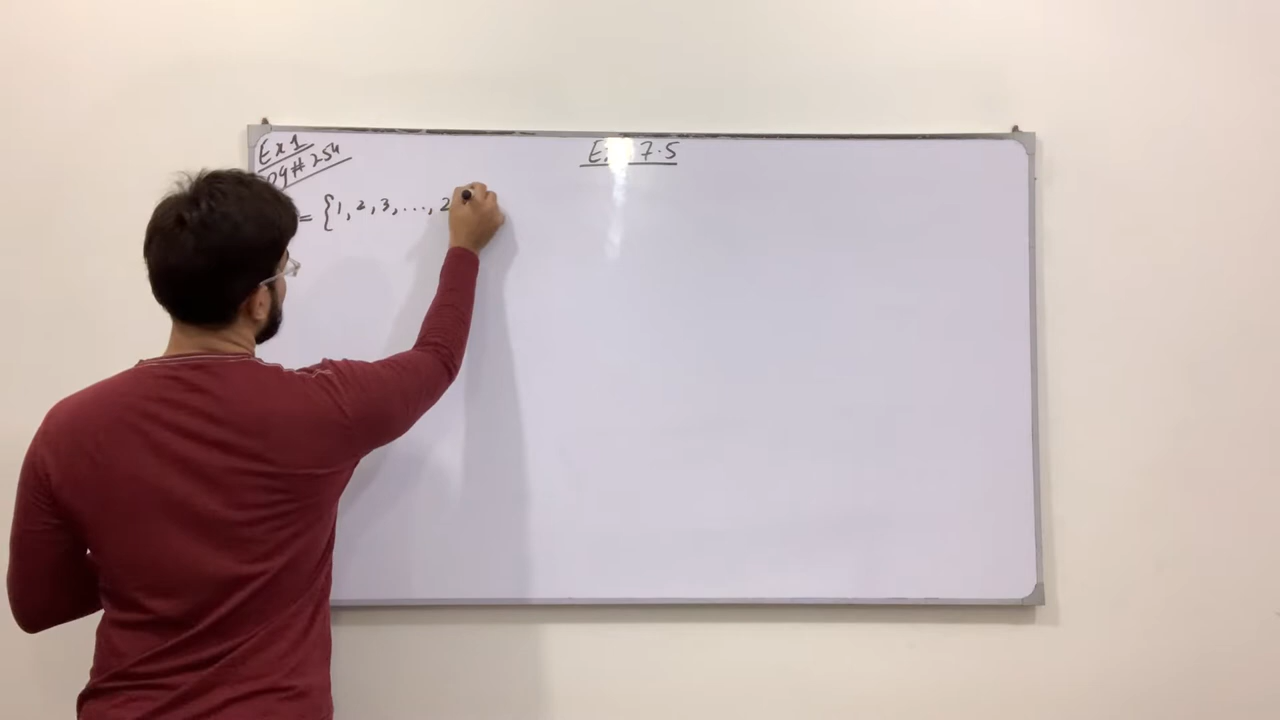 Ex 7.5
Ex 1
pg# 254
= {1, 2, 3, ..., 2